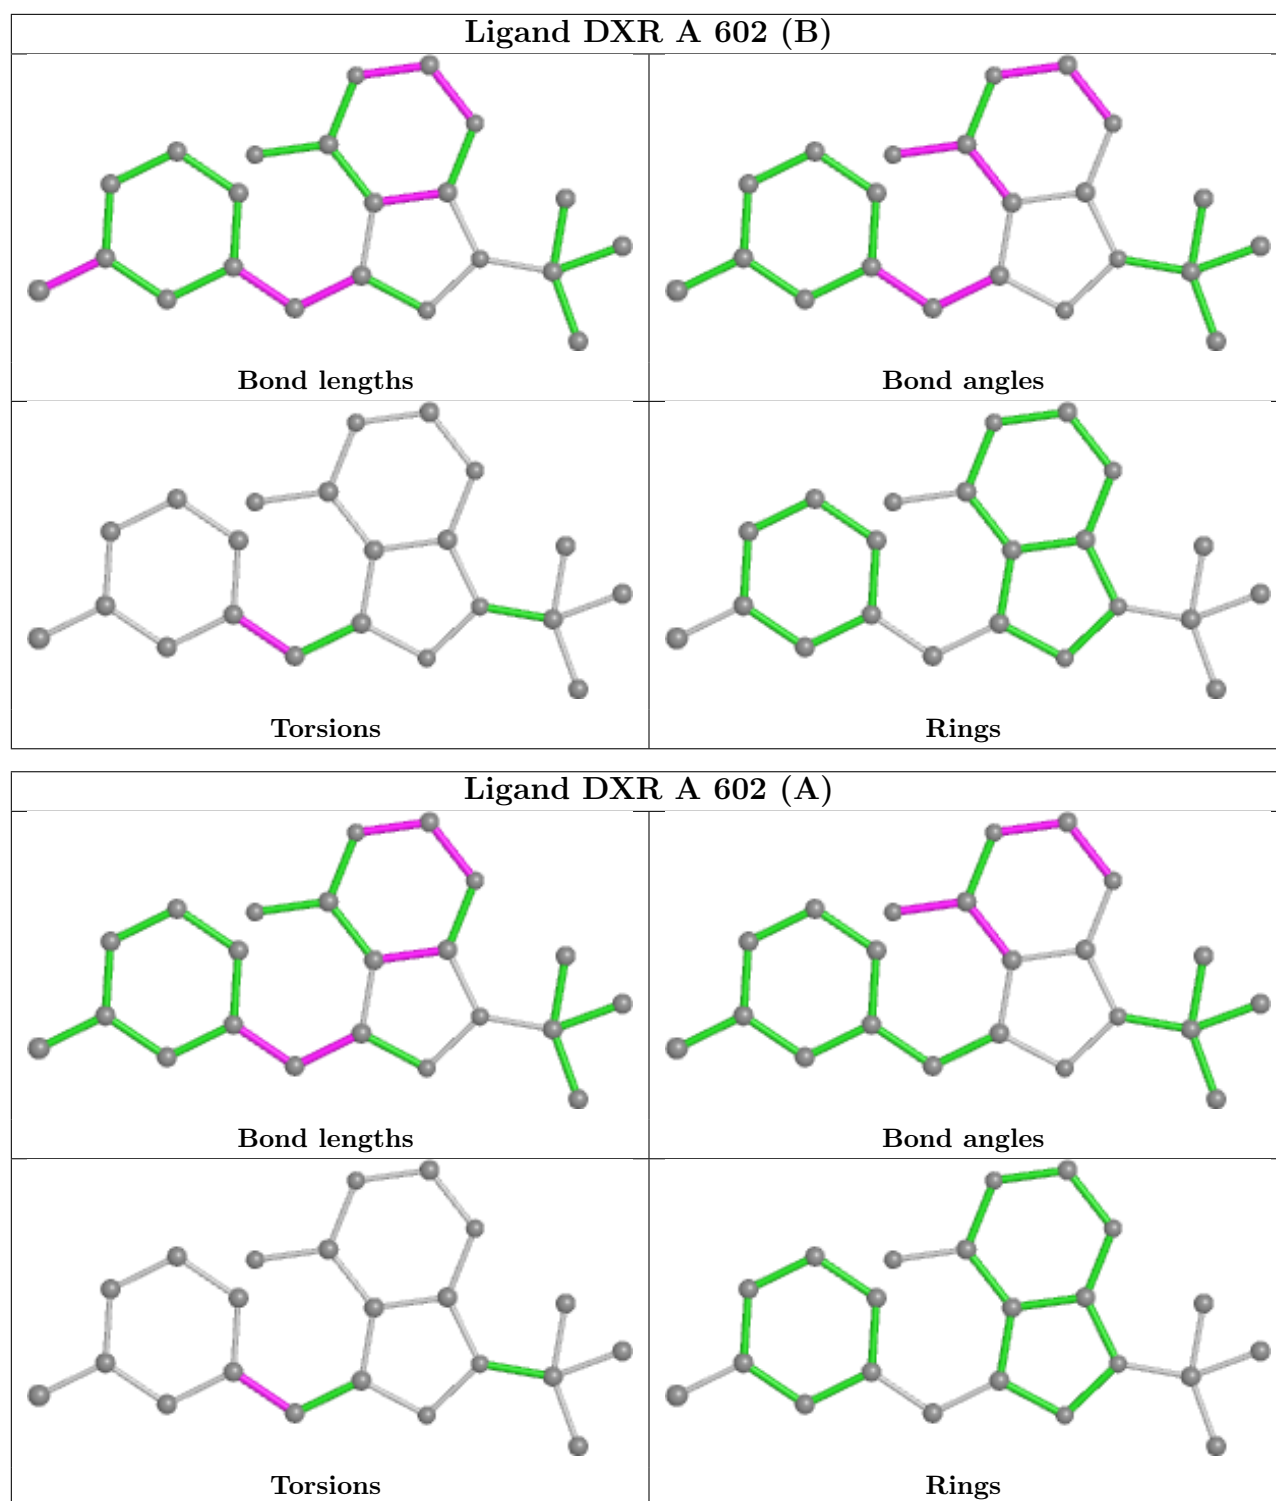 Ligand DXR A 602 (B)
Bond lengths
Bond angles
Torsions
Rings
Ligand DXR A 602 (A)
Bond lengths
Bond angles
Torsions
Rings